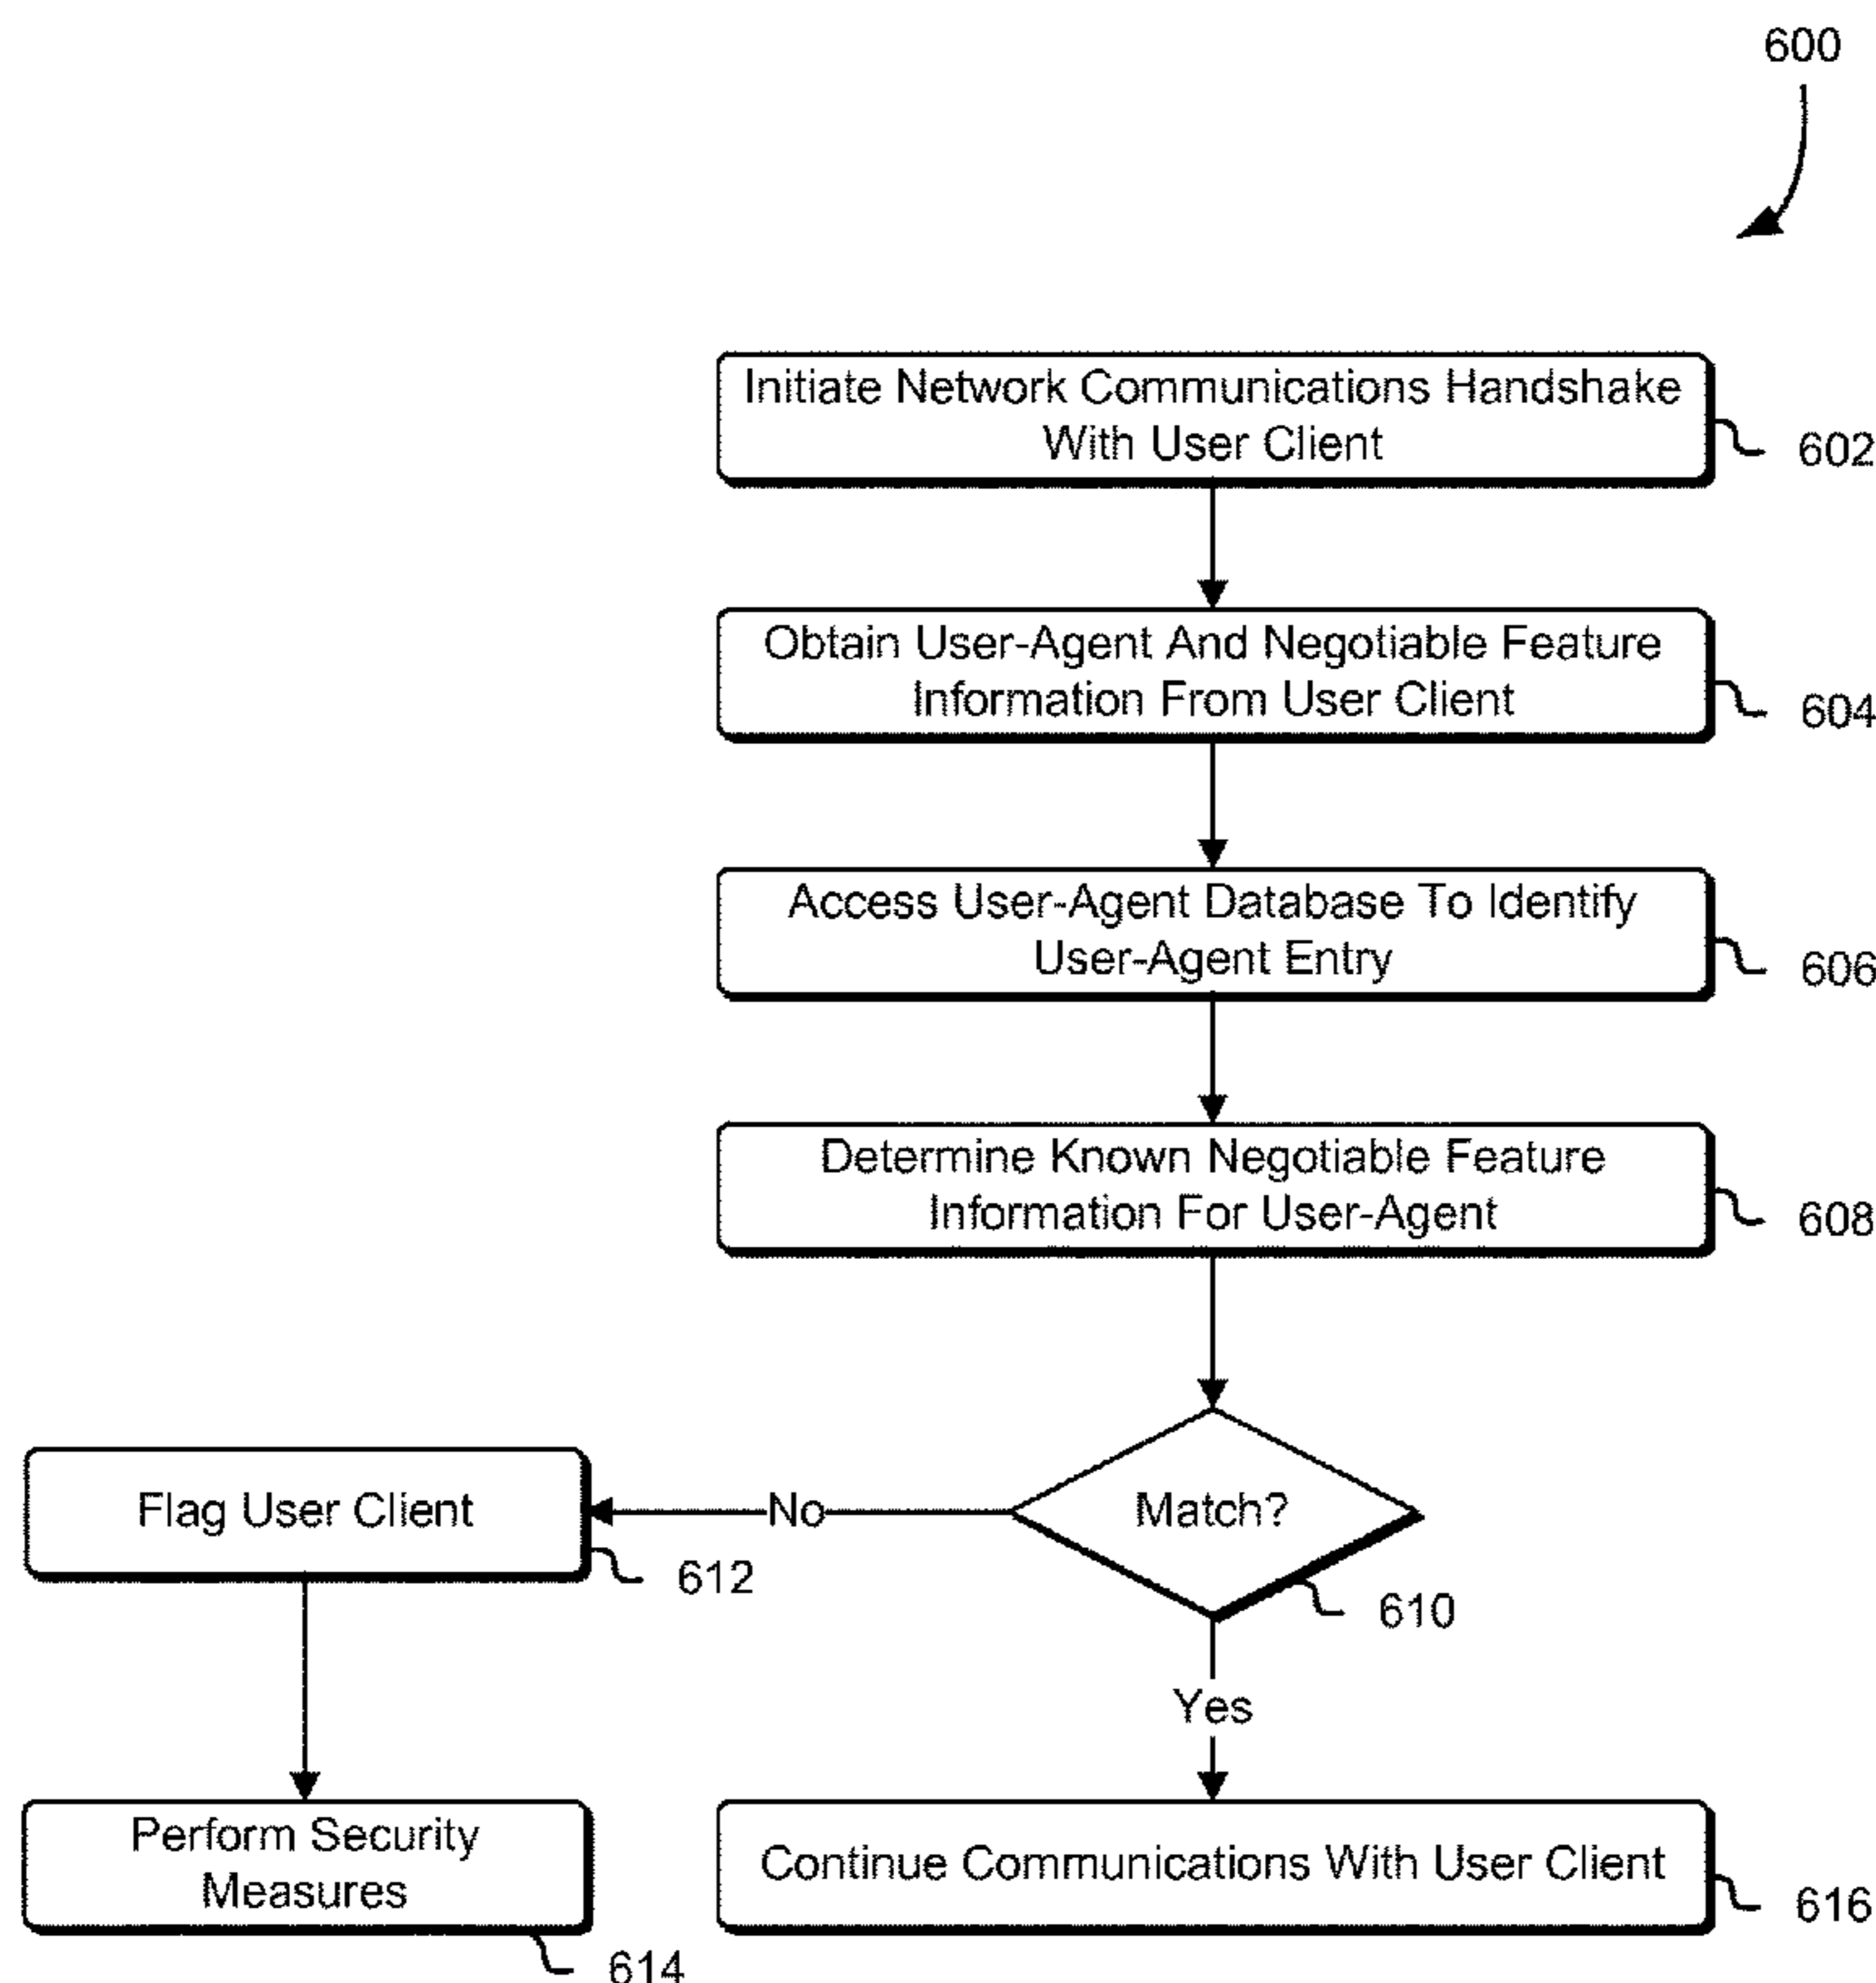 600
Initiate Network Communications Handshake
With User Client
602
Obtain User-Agent And Negotiable Feature
Information From User Client
604
Access User-Agent Database To Identify
User-Agent Entry
606
Determine Known Negotiable Feature
Information For User-Agent
608
Flag User Client
612
No
Match?
610
Yes
Perform Security
Measures
614
Continue Communications With User Client
616